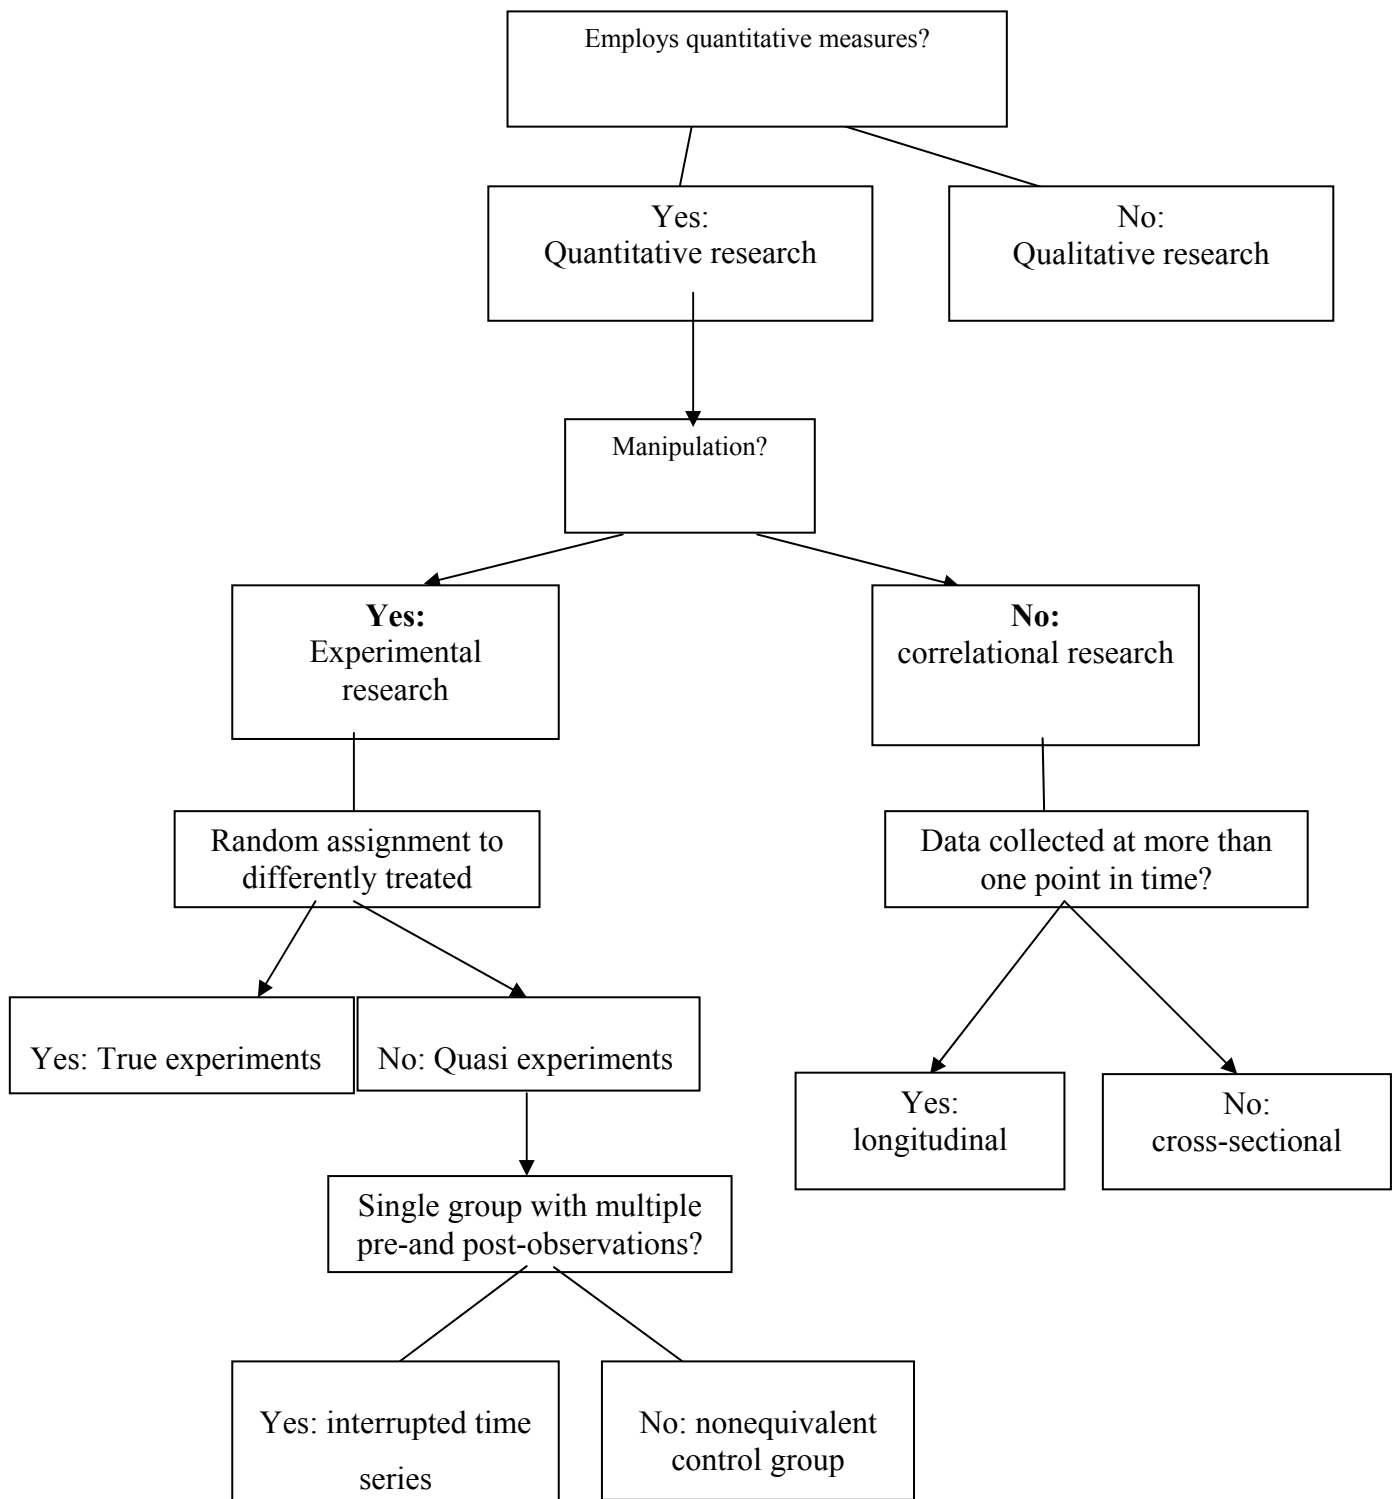 Employs quantitative measures?
Yes:
Quantitative research
No:
Qualitative research
Manipulation?
Yes:
Experimental
research
No:
correlational research
Random assignment to
differently treated
Data collected at more than
one point in time?
Yes: True experiments
No: Quasi experiments
Yes:
longitudinal
No:
cross-sectional
Single group with multiple
pre-and post-observations?
Yes: interrupted time
series
No: nonequivalent
control group